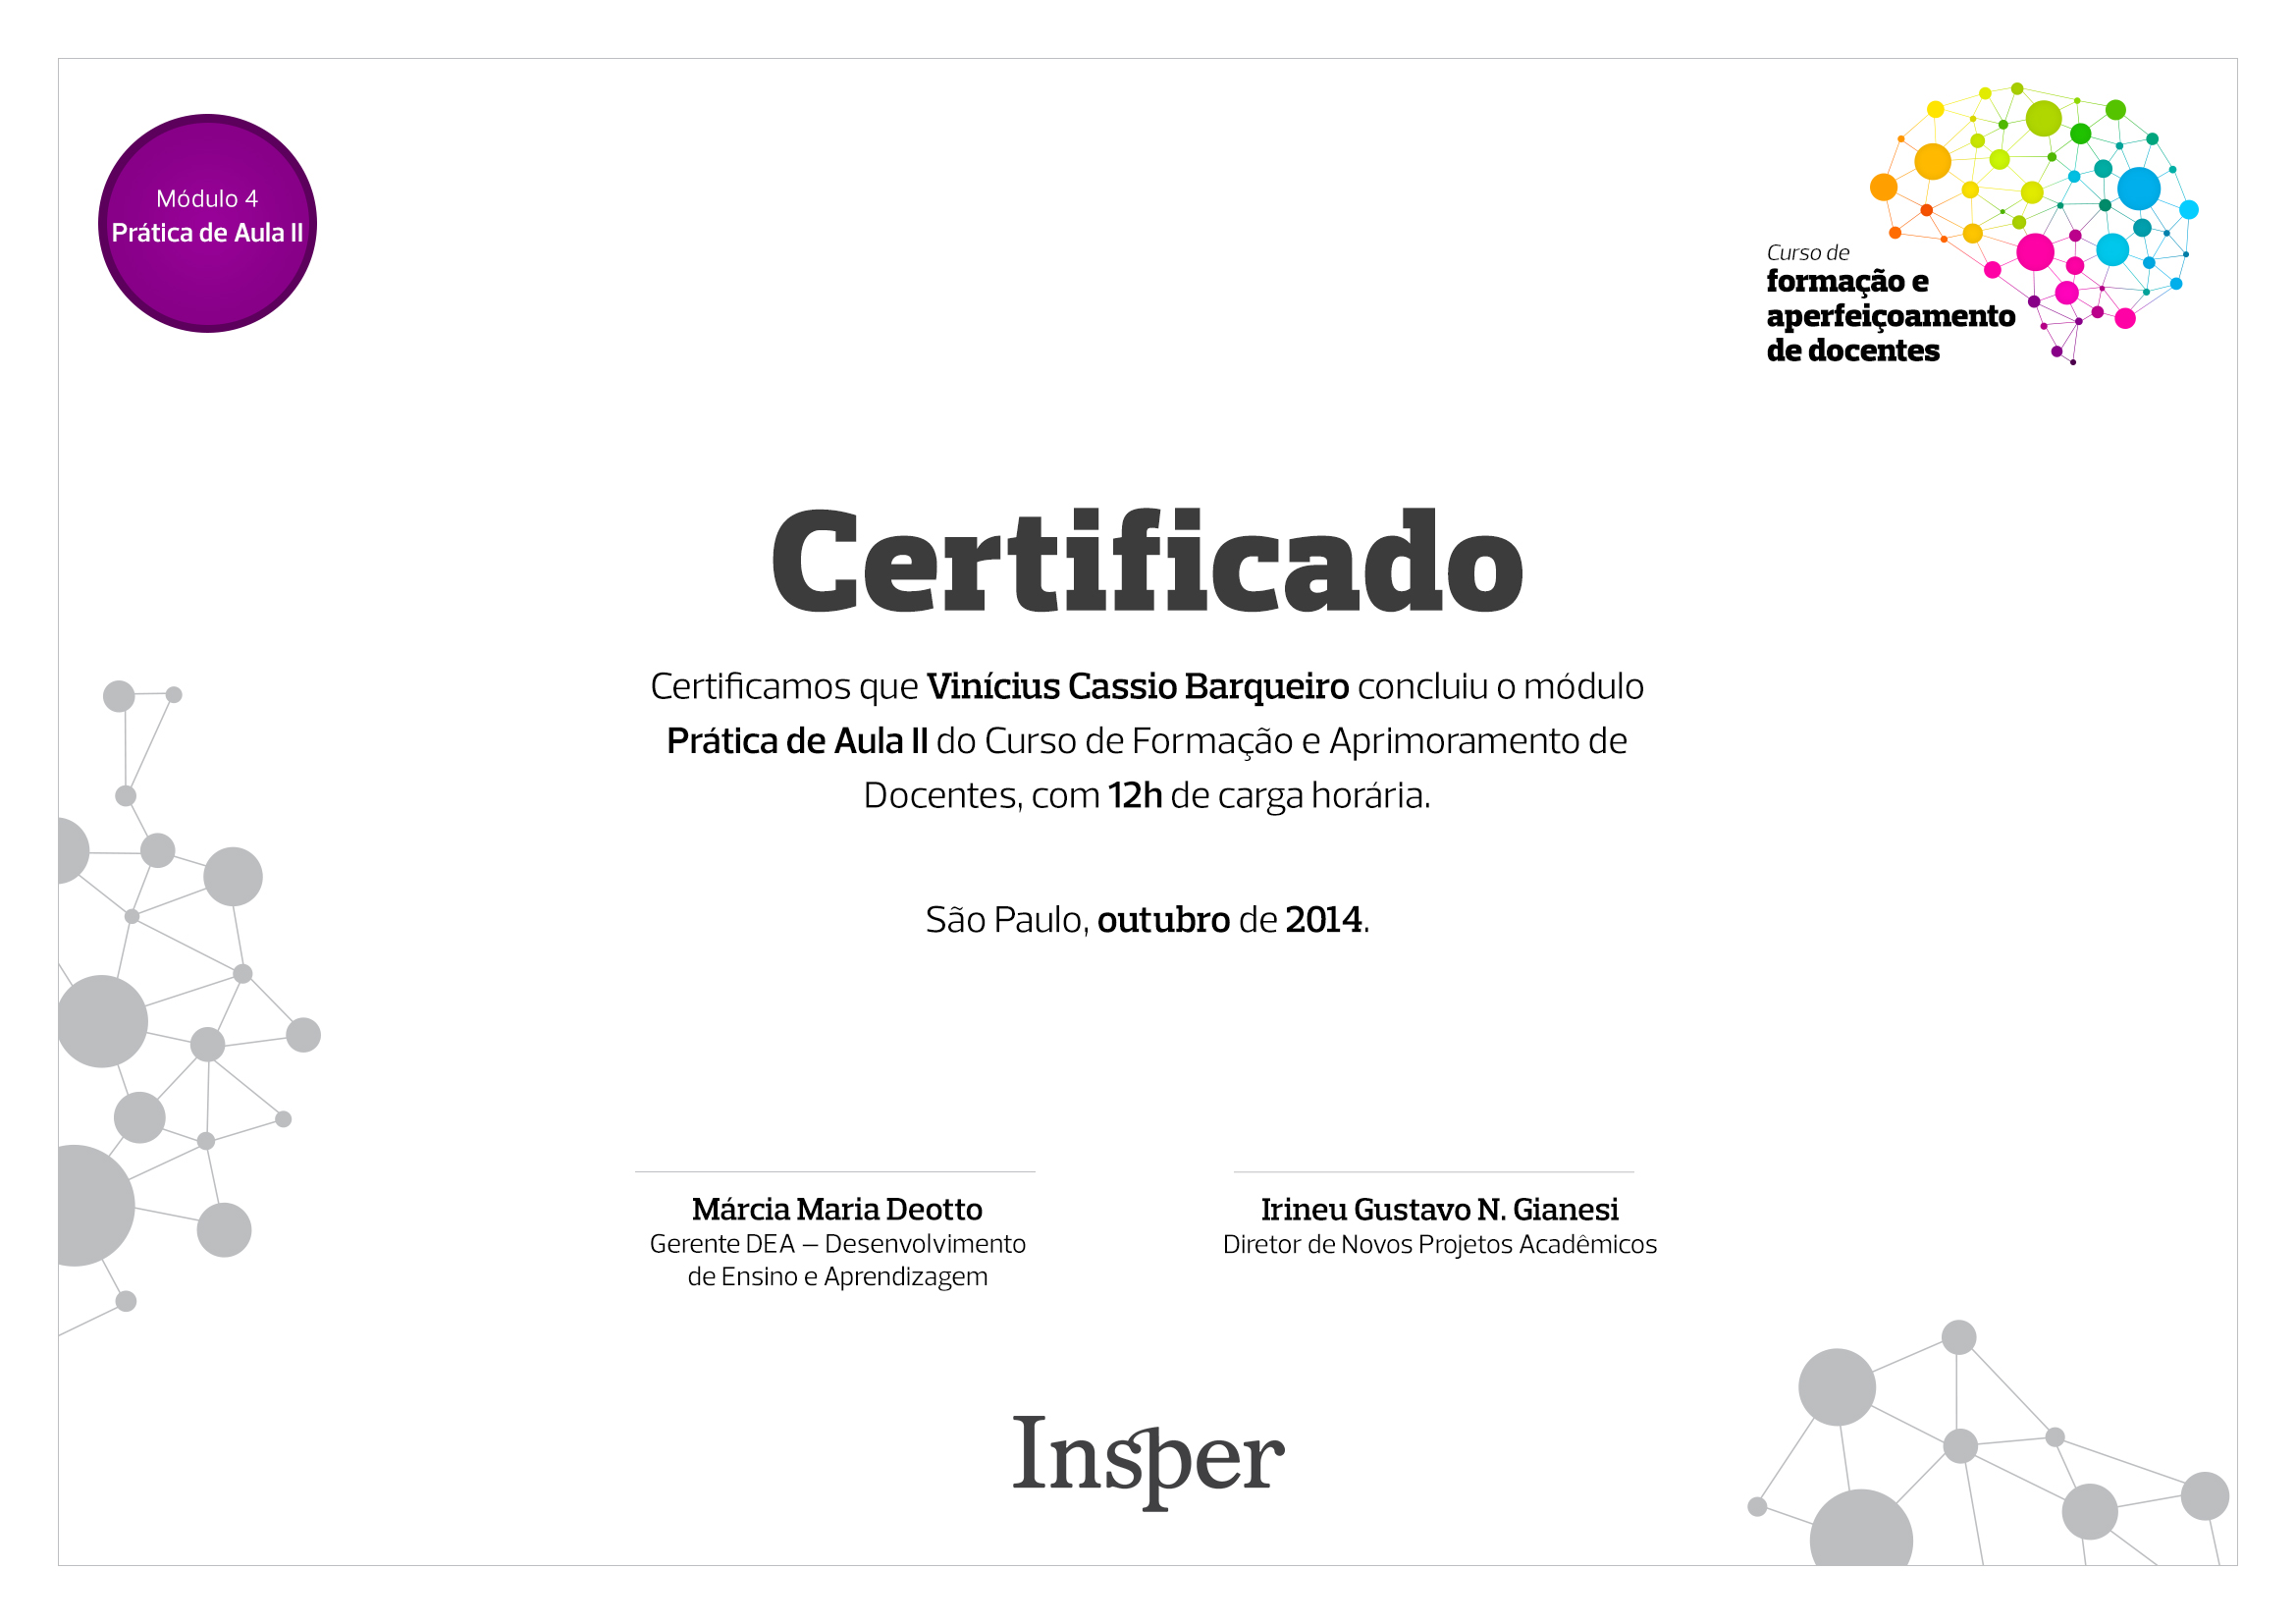 Módulo 4
Prática de Aula II
Curso de
formação e
aperfeiçoamento
de docentes
Certificado
Certificamos que Vinícius Cassio Barqueiro concluiu o módulo
Prática de Aula II do Curso de Formação e Aprimoramento de
Docentes, com 12h de carga horária.
São Paulo, outubro de 2014.
Márcia Maria Deotto
Gerente DEA – Desenvolvimento
de Ensino e Aprendizagem
Irineu Gustavo N. Gianesi
Diretor de Novos Projetos Acadêmicos
Insper